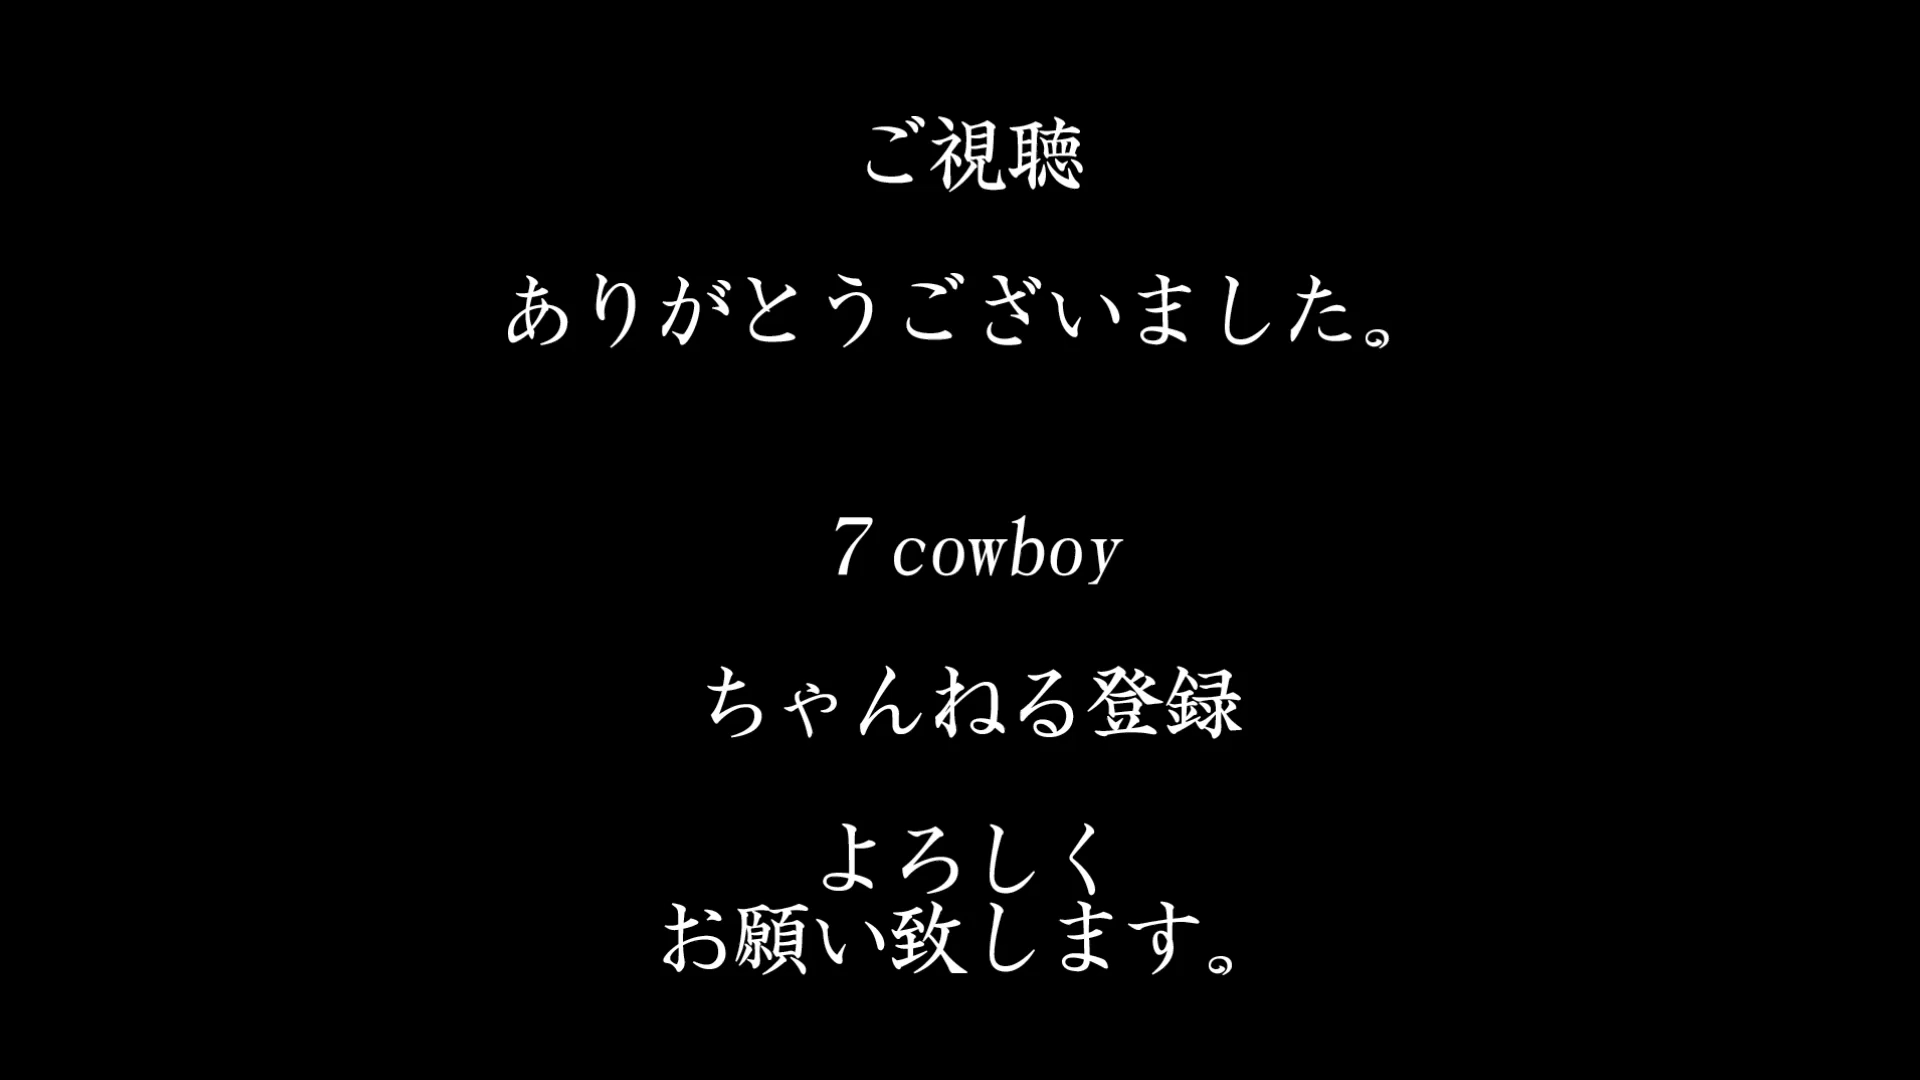 ご視聴
ありがとうございました。
7 cowboy
ちゃんねる登録
よろしく
お願い致します。